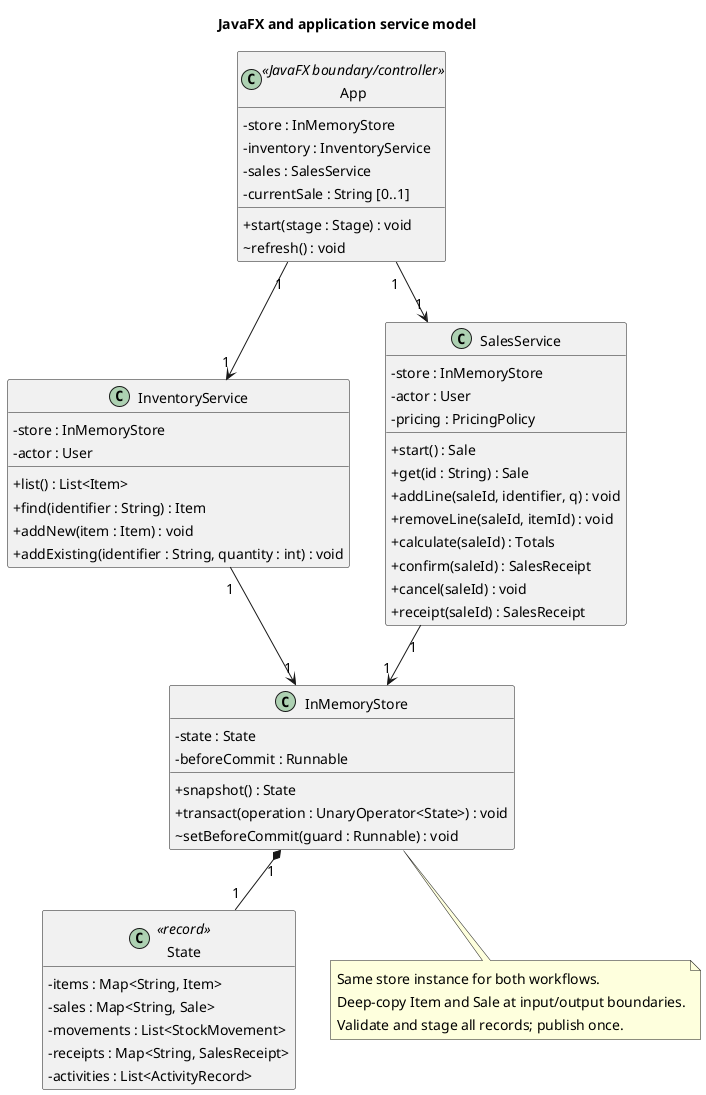 JavaFX and application service model
C
«JavaFX boundary/controller»
App
-store : InMemoryStore
-inventory : InventoryService
-sales : SalesService
-currentSale : String [0..1]
+start(stage : Stage) : void
~refresh() : void
1
1
1
1
C InventoryService
-store : InMemoryStore
-actor : User
+list() : List<Item>
+find(identifier : String) : Item
+addNew(item : Item) : void
+addExisting(identifier : String, quantity : int) : void
C SalesService
-store : InMemoryStore
-actor : User
-pricing : PricingPolicy
+start() : Sale
+get(id : String) : Sale
+addLine(saleId, identifier, q) : void
+removeLine(saleId, itemId) : void
+calculate(saleId) : Totals
+confirm(saleId) : SalesReceipt
+cancel(saleId) : void
+receipt(saleId) : SalesReceipt
1
1
1
1
C InMemoryStore
-state : State
-beforeCommit : Runnable
+snapshot() : State
+transact(operation : UnaryOperator<State>) : void
~setBeforeCommit(guard : Runnable) : void
1
1
C
«record»
State
-items : Map<String, Item>
-sales : Map<String, Sale>
-movements : List<StockMovement>
-receipts : Map<String, SalesReceipt>
-activities : List<ActivityRecord>
Same store instance for both workflows.
Deep-copy Item and Sale at input/output boundaries.
Validate and stage all records; publish once.